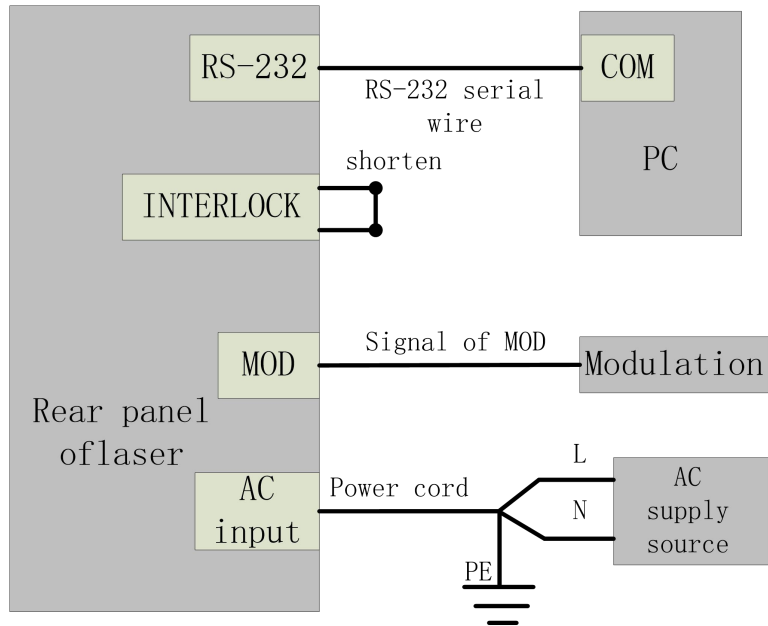 RS-232
COM
RS-232 serial
wire
PC
shorten
INTERLOCK
Signal of MOD
MOD
Modulation
Rear panel
oflaser
AC
input
Power cord
L
N
AC
supply
source
PE